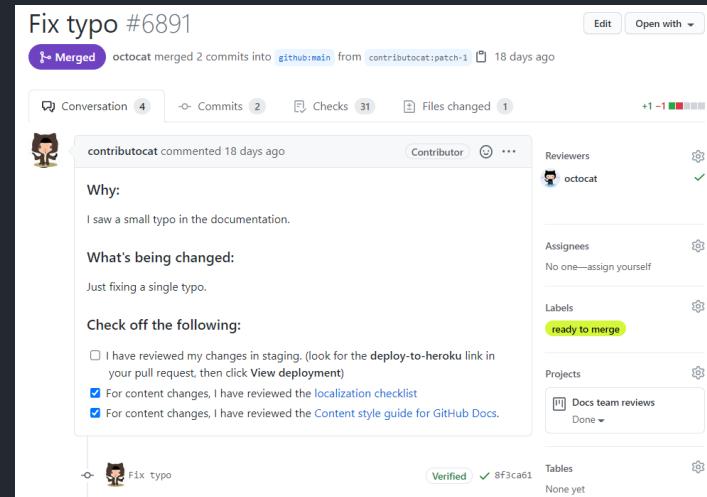 Fix typo #6891
Edit
Open with
Merged
octocat merged 2 commits into github:main from contributocat:patch-1 18 days ago
Conversation 4
Commits 2
Checks 31
Files changed 1
+1 −1
contributocat commented 18 days ago
Contributor
Why:
I saw a small typo in the documentation.
What's being changed:
Just fixing a single typo.
Check off the following:
I have reviewed my changes in staging. (look for the deploy-to-heroku link in
your pull request, then click View deployment)
For content changes, I have reviewed the localization checklist
For content changes, I have reviewed the Content style guide for GitHub Docs.
Fix typo
Verified
8f3ca61
Reviewers
octocat
Assignees
No one—assign yourself
Labels
ready to merge
Projects
Docs team reviews
Done
Tables
None yet